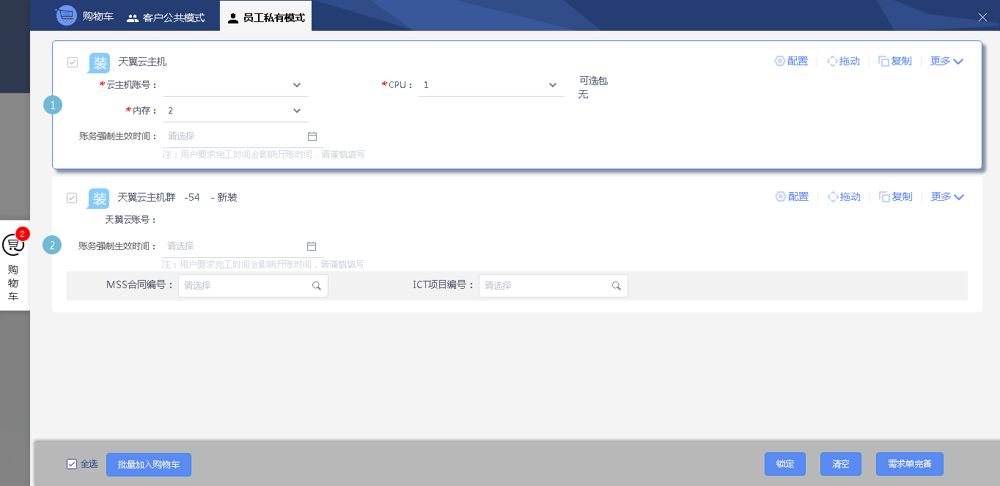 购物车 客户公共模式 员工私有模式
装 天翼云主机 配置 拖动 复制 更多
*云主机账号： *CPU： 1 可选包
无
1
*内存： 2
账务强制生效时间： 请选择
注：用户要求完工时间会影响开账时间，请谨慎填写
装 天翼云主机群 -54 - 新装 配置 拖动 复制 更多
天翼云账号：
2
账务强制生效时间： 请选择
注：用户要求完工时间会影响开账时间，请谨慎填写
MSS合同编号： 请选择 ICT项目编号： 请选择
2
购
物
车
全选 批量加入购物车 锁定 清空 需求单完善